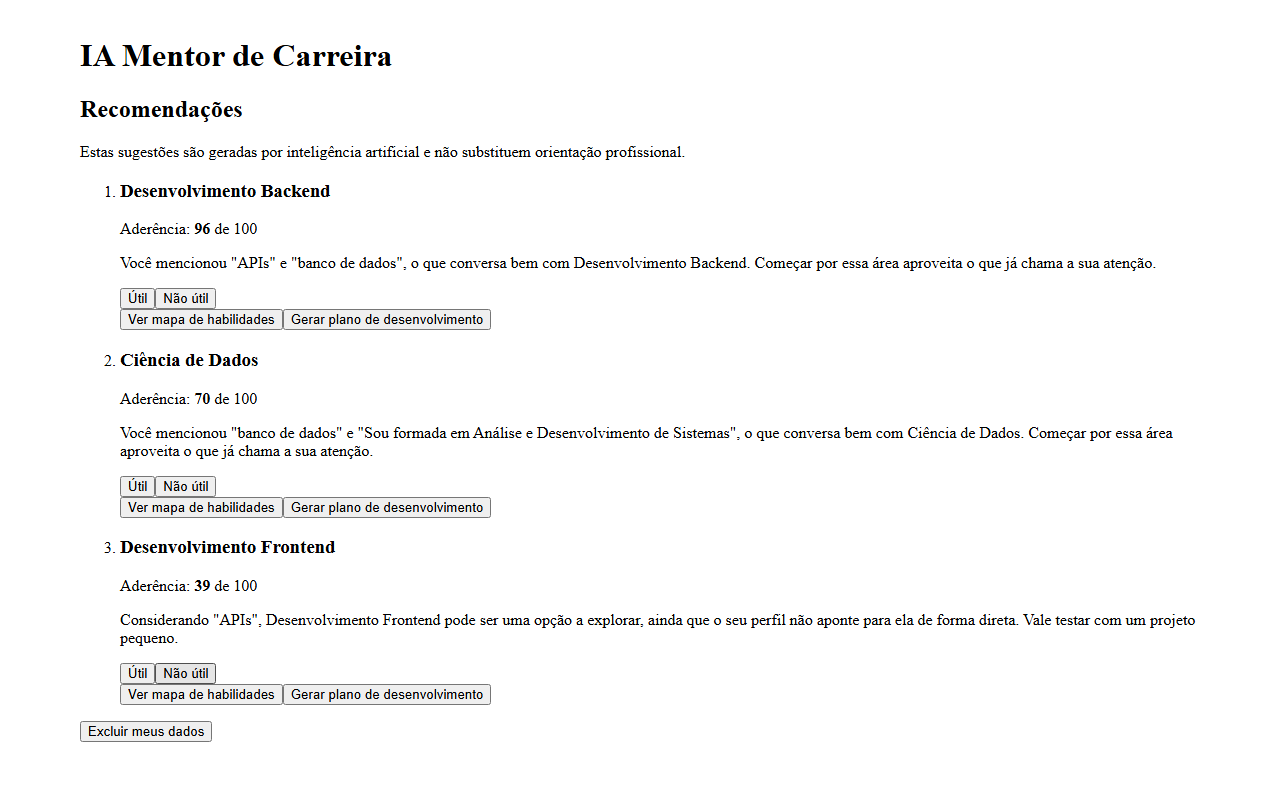 IA Mentor de Carreira
Recomendações
Estas sugestões são geradas por inteligência artificial e não substituem orientação profissional.
1. Desenvolvimento Backend
Aderência: 96 de 100
Você mencionou "APIs" e "banco de dados", o que conversa bem com Desenvolvimento Backend. Começar por essa área aproveita o que já chama a sua atenção.
Útil Não útil
Ver mapa de habilidades Gerar plano de desenvolvimento
2. Ciência de Dados
Aderência: 70 de 100
Você mencionou "banco de dados" e "Sou formada em Análise e Desenvolvimento de Sistemas", o que conversa bem com Ciência de Dados. Começar por essa área
aproveita o que já chama a sua atenção.
Útil Não útil
Ver mapa de habilidades Gerar plano de desenvolvimento
3. Desenvolvimento Frontend
Aderência: 39 de 100
Considerando "APIs", Desenvolvimento Frontend pode ser uma opção a explorar, ainda que o seu perfil não aponte para ela de forma direta. Vale testar com um projeto
pequeno.
Útil Não útil
Ver mapa de habilidades Gerar plano de desenvolvimento
Excluir meus dados